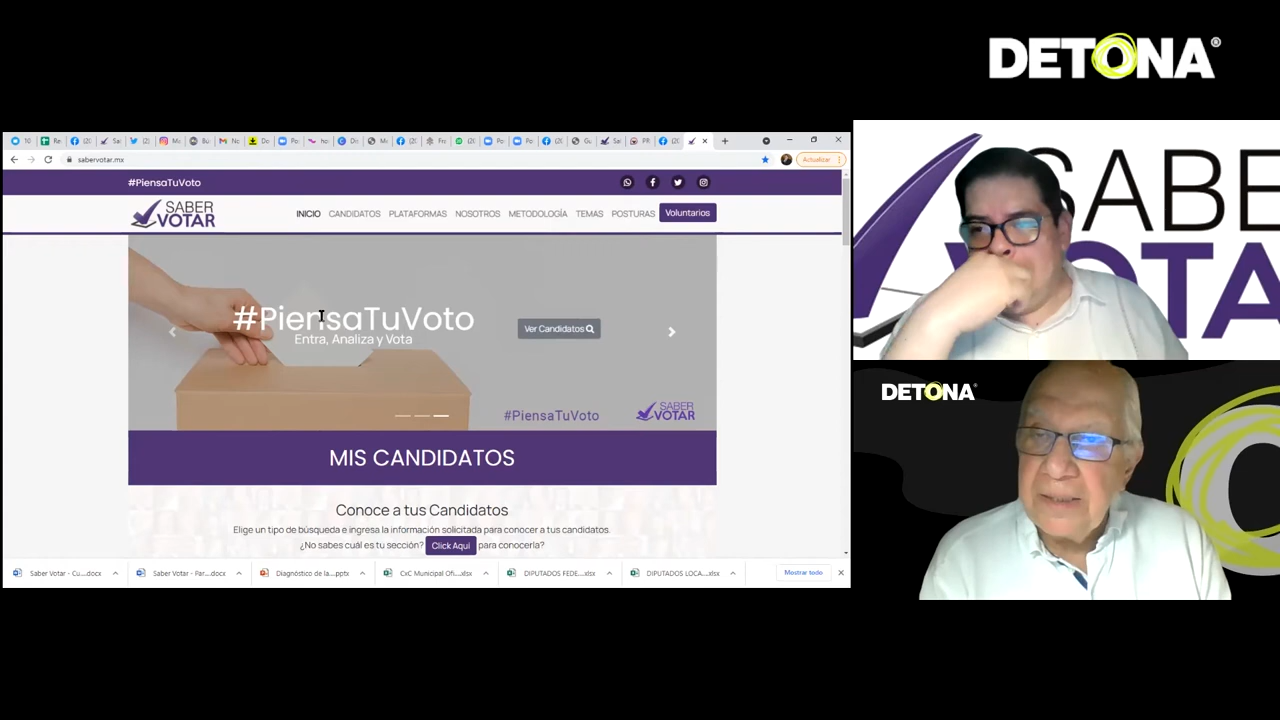 DETONA®
sabervotar.mx
Actualizar
#PiensaTuVoto
SABER
VOTAR
INICIO CANDIDATOS PLATAFORMAS NOSOTROS METODOLOGÍA TEMAS POSTURAS Voluntarios
#PiensaTuVoto
Entra, Analiza y Vota
Ver Candidatos
#PiensaTuVoto
SABER
VOTAR
MIS CANDIDATOS
Conoce a tus Candidatos
Elige un tipo de búsqueda e ingresa la información solicitada para conocer a tus candidatos.
¿No sabes cuál es tu sección? Click Aquí para conocerla?
Saber Votar - Cu....docx
Saber Votar - Par....docx
Diagnóstico de la....pptx
CxC Municipal Ofi....xlsx
DIPUTADOS FEDE....xlsx
DIPUTADOS LOCA....xlsx
Mostrar todo
SABE
VOTA
DETONA®